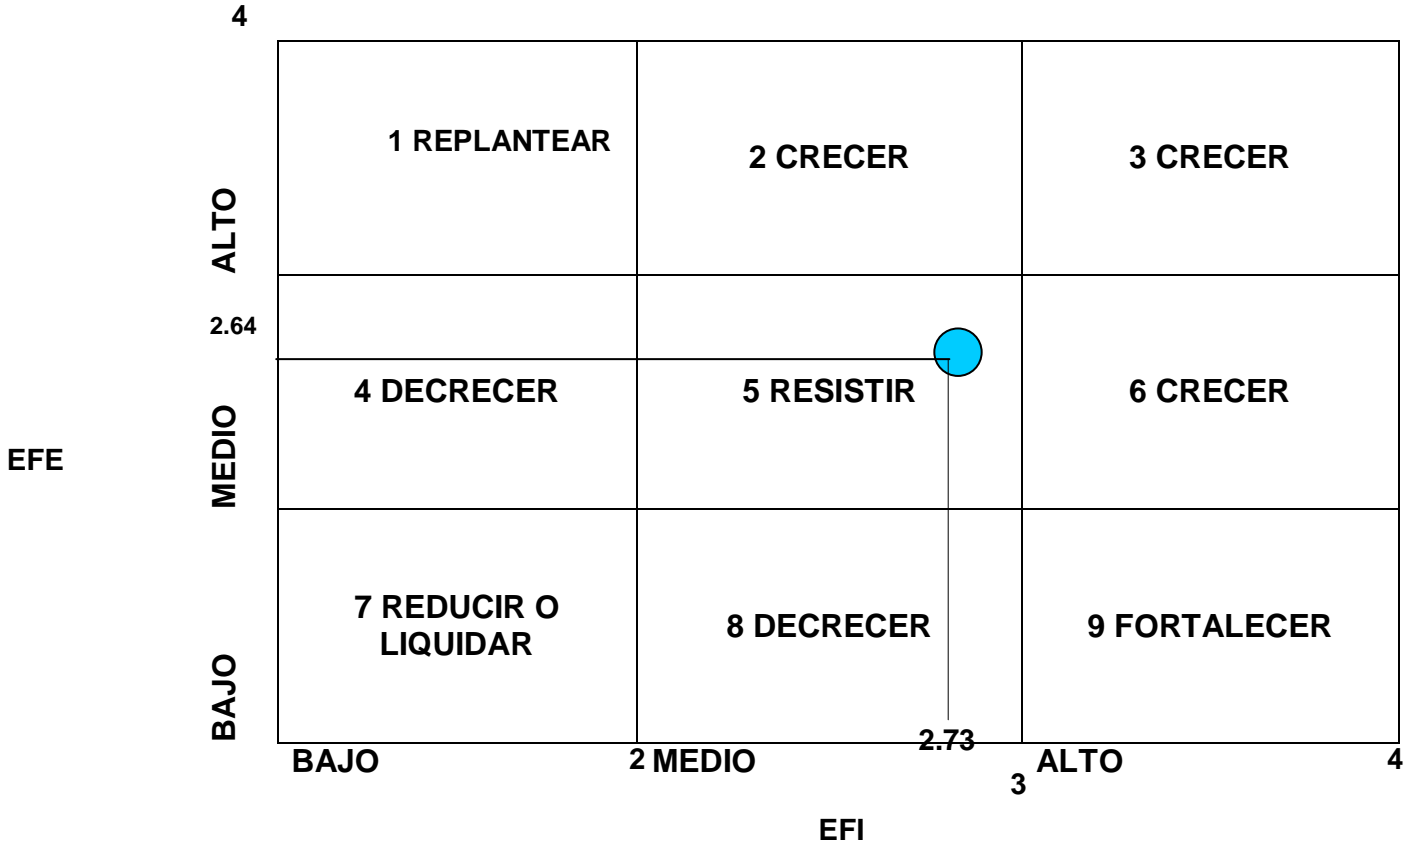 4
1 REPLANTEAR
2 CRECER
3 CRECER
ALTO
2.64
4 DECRECER
5 RESISTIR
6 CRECER
MEDIO
EFE
7 REDUCIR O
LIQUIDAR
8 DECRECER
9 FORTALECER
BAJO
2.73
BAJO
2
MEDIO
3
ALTO
4
EFI